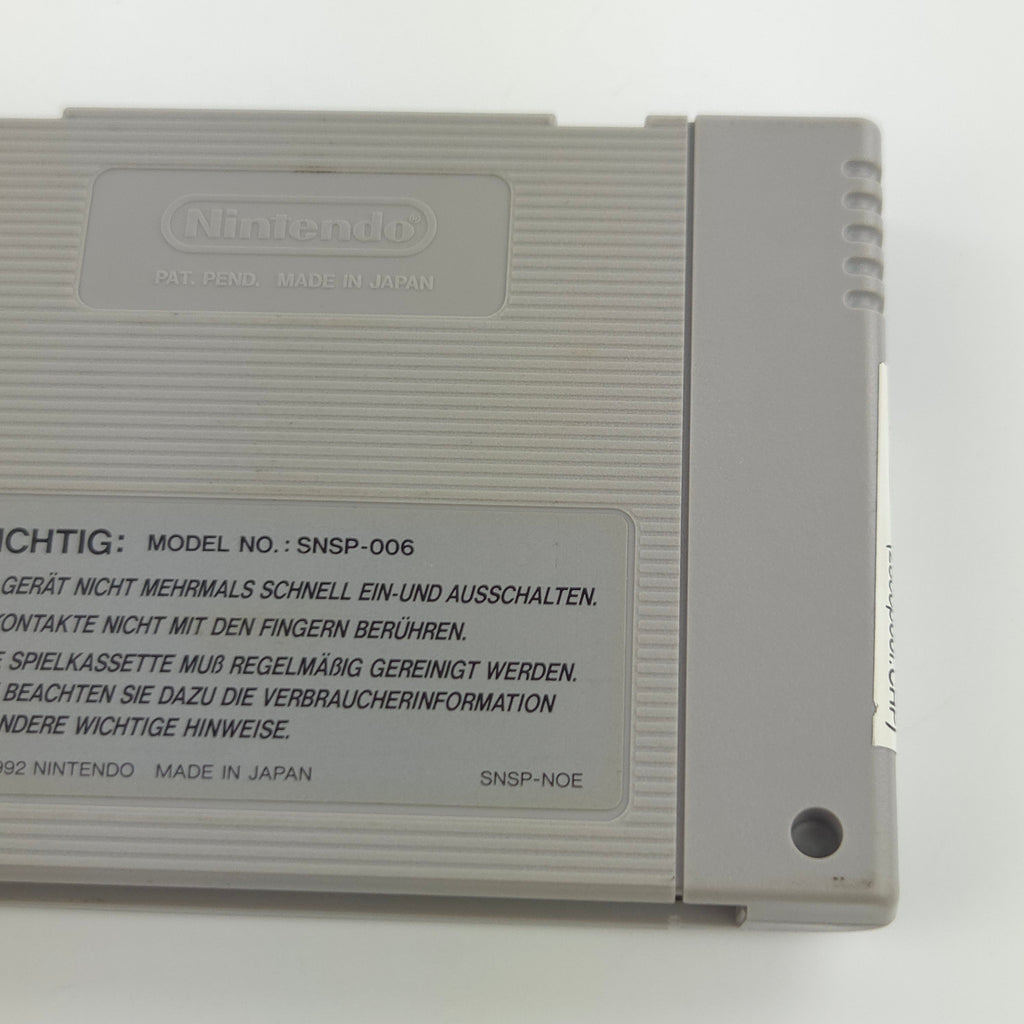 Nintendo®
PAT. PEND. MADE IN JAPAN
ICHTIG: MODEL NO.: SNSP-006
GERÄT NICHT MEHRMALS SCHNELL EIN-UND AUSSCHALTEN.
KONTAKTE NICHT MIT DEN FINGERN BERÜHREN.
E SPIELKASSETTE MUß REGELMÄßIG GEREINIGT WERDEN.
BEACHTEN SIE DAZU DIE VERBRAUCHERINFORMATION
NDERE WICHTIGE HINWEISE.
992 NINTENDO MADE IN JAPAN SNSP-NOE